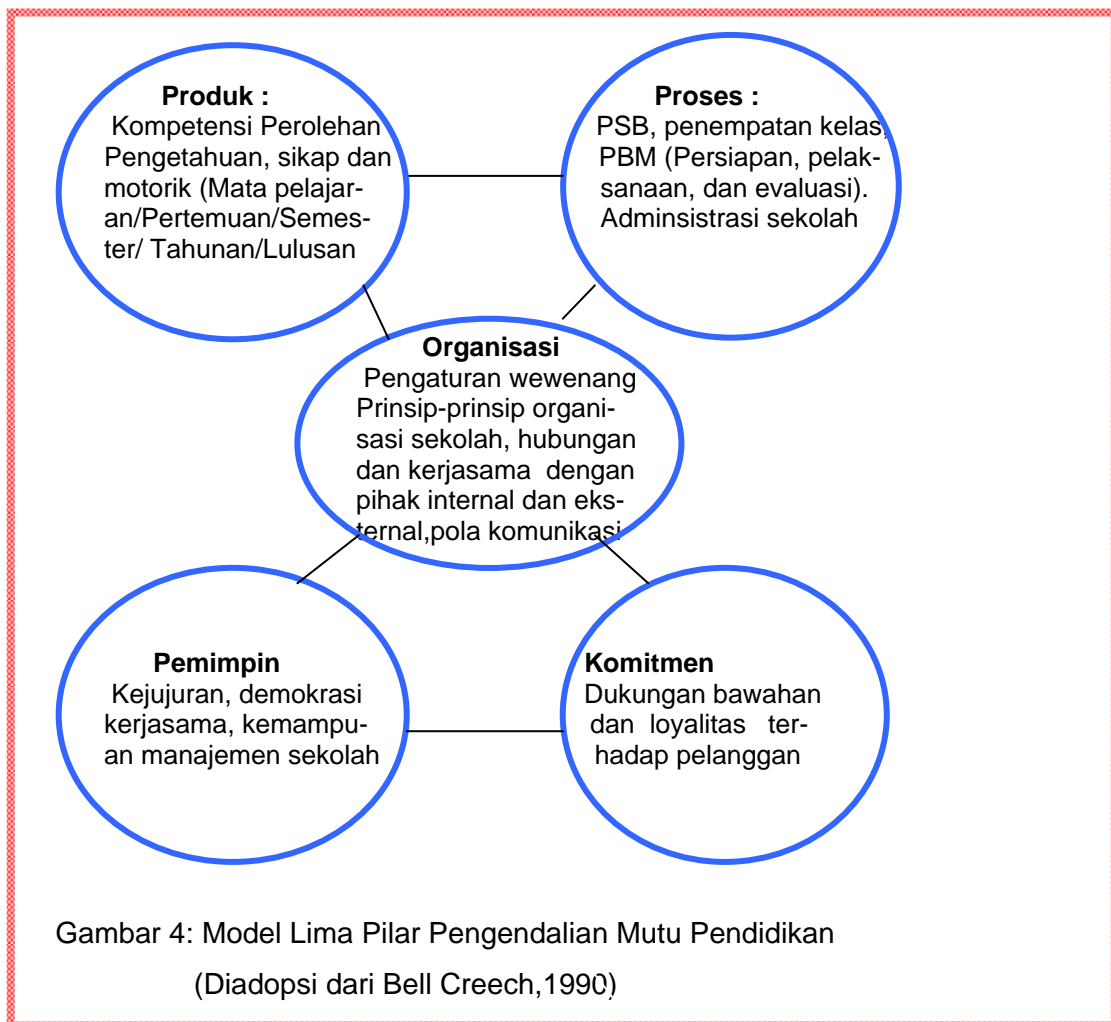 Produk :
Kompetensi Perolehan
Pengetahuan, sikap dan
motorik (Mata pelajar-
an/Pertemuan/Semes-
ter/ Tahunan/Lulusan
Proses :
PSB, penempatan kelas,
PBM (Persiapan, pelak-
sanaan, dan evaluasi).
Adminsistrasi sekolah
Organisasi
Pengaturan wewenang
Prinsip-prinsip organi-
sasi sekolah, hubungan
dan kerjasama dengan
pihak internal dan eks-
ternal,pola komunikasi
Pemimpin
Kejujuran, demokrasi
kerjasama, kemampu-
an manajemen sekolah
Komitmen
Dukungan bawahan
dan loyalitas ter-
hadap pelanggan
Gambar 4: Model Lima Pilar Pengendalian Mutu Pendidikan
(Diadopsi dari Bell Creech,1990)